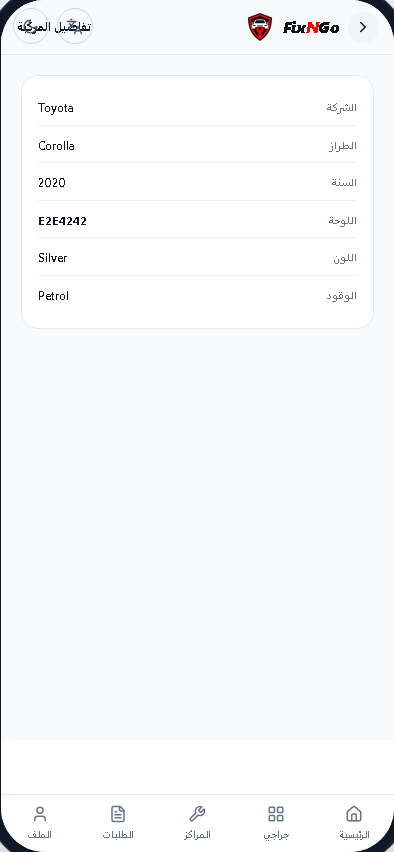 FixNGo
تفاصيل المركبة
الشركة Toyota
الطراز Corolla
السنة 2020
اللوحة E2E4242
اللون Silver
الوقود Petrol
الرئيسية جراجي المراكز الطلبات الملف